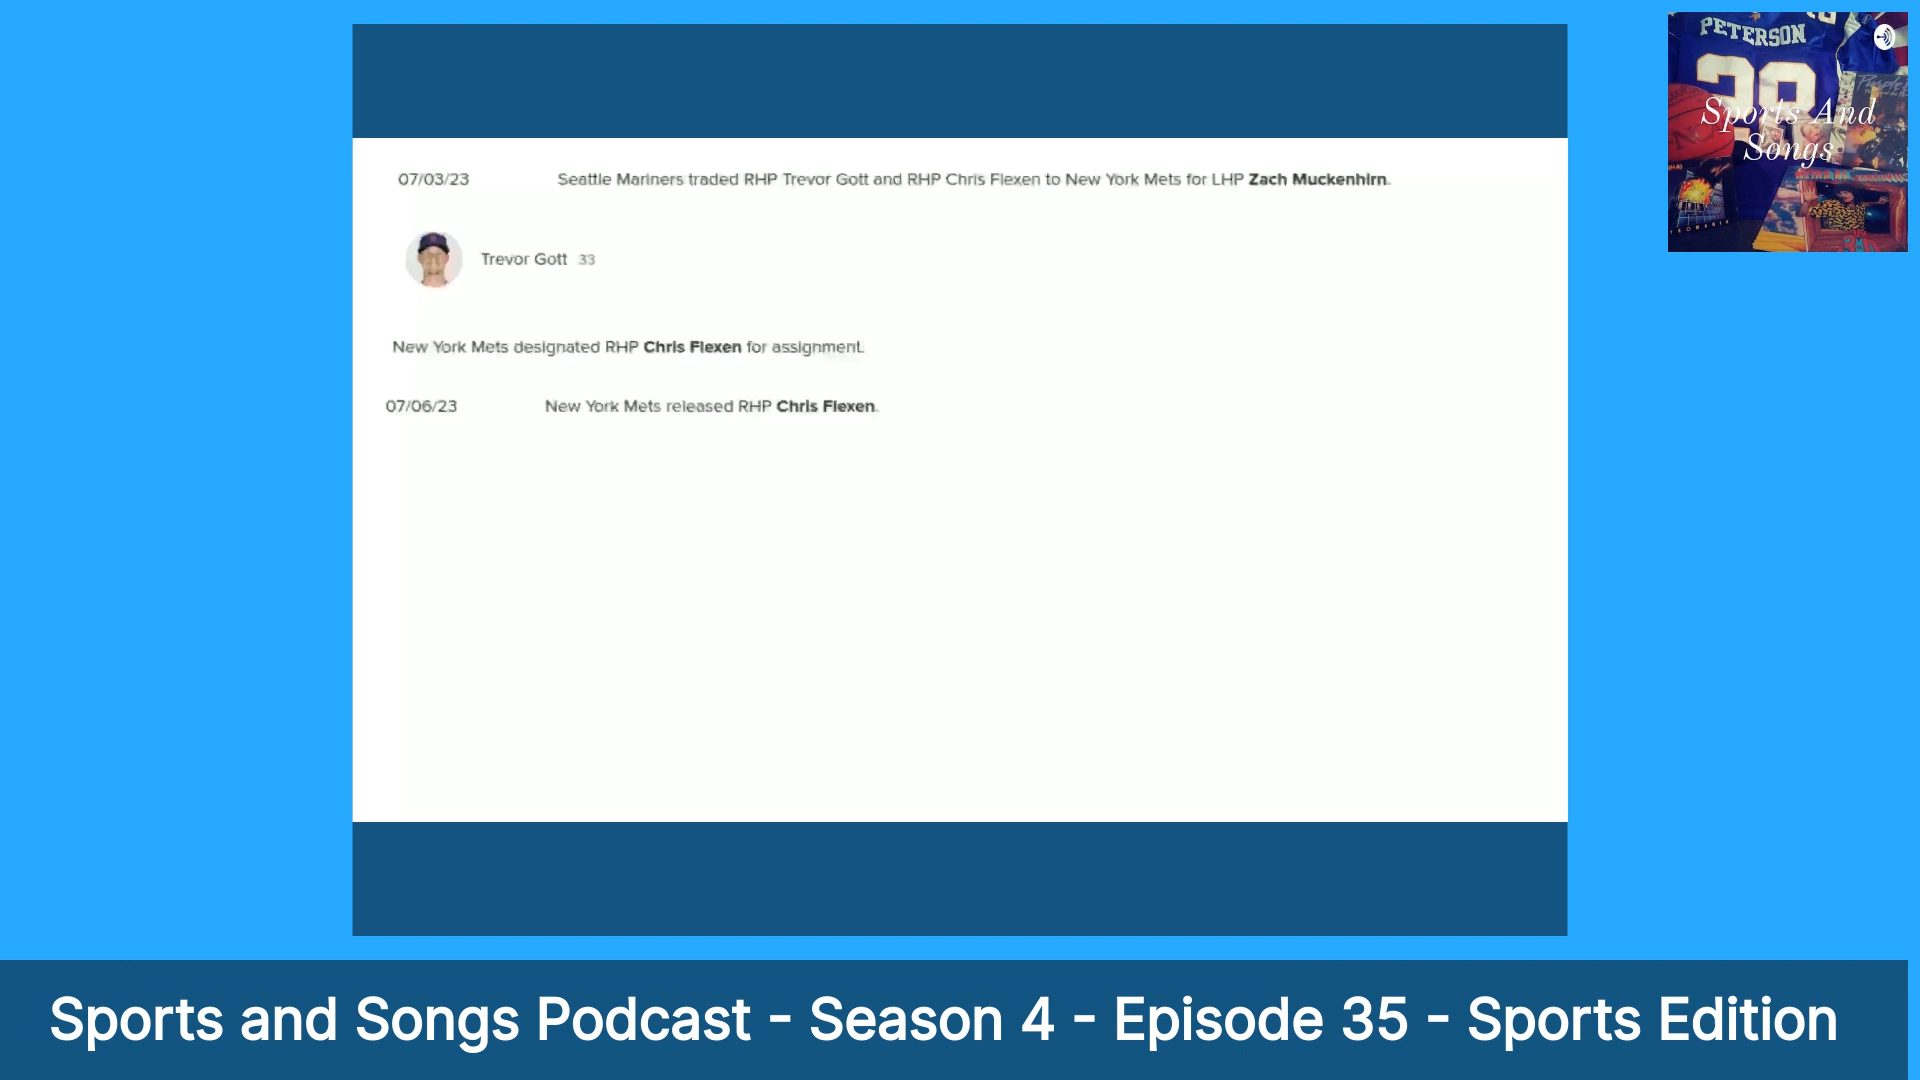 PETERSON
28
Sports And
Songs
07/03/23 Seattle Mariners traded RHP Trevor Gott and RHP Chris Flexen to New York Mets for LHP Zach Muckenhirn.
Trevor Gott 33
New York Mets designated RHP Chris Flexen for assignment.
07/06/23 New York Mets released RHP Chris Flexen.
Sports and Songs Podcast - Season 4 - Episode 35 - Sports Edition